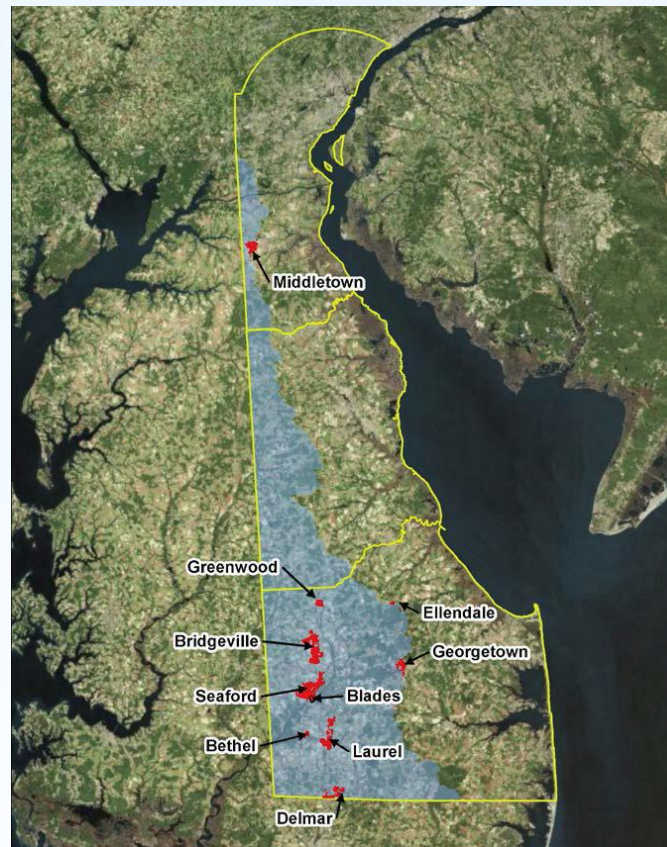 Middletown
Greenwood
Ellendale
Bridgeville
Georgetown
Seaford
Blades
Bethel
Laurel
Delmar